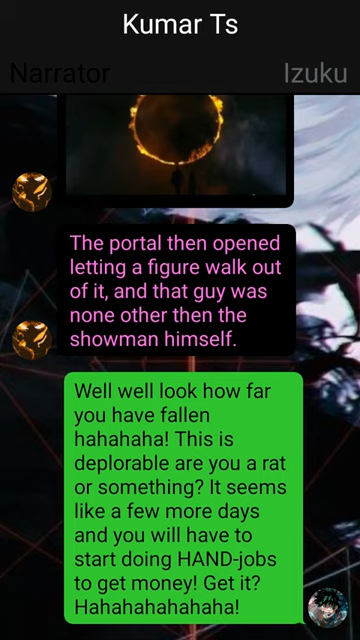 Kumar Ts
Narrator
Izuku
The portal then opened
letting a figure walk out
of it, and that guy was
none other then the
showman himself.
Well well look how far
you have fallen
hahahaha! This is
deplorable are you a rat
or something? It seems
like a few more days
and you will have to
start doing HAND-jobs
to get money! Get it?
Hahahahahahaha!